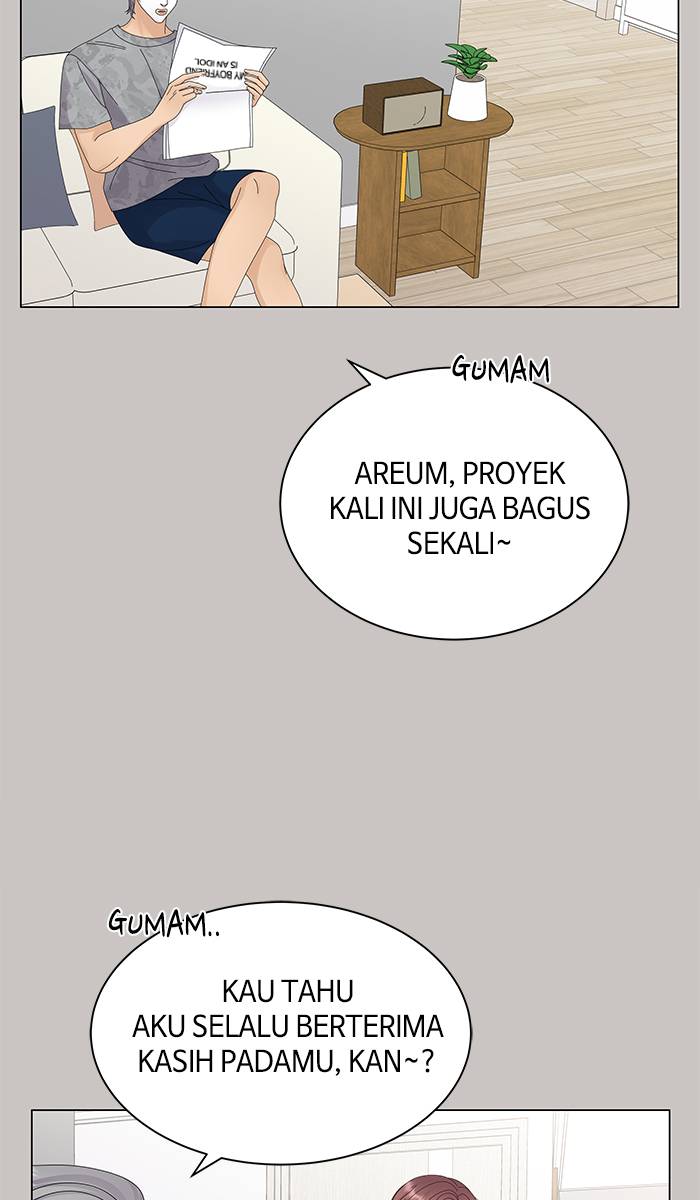 MY BOYFRIEND
IS AN IDOL
GUMAM
AREUM, PROYEK
KALI INI JUGA BAGUS
SEKALI~
GUMAM..
KAU TAHU
AKU SELALU BERTERIMA
KASIH PADAMU, KAN~?